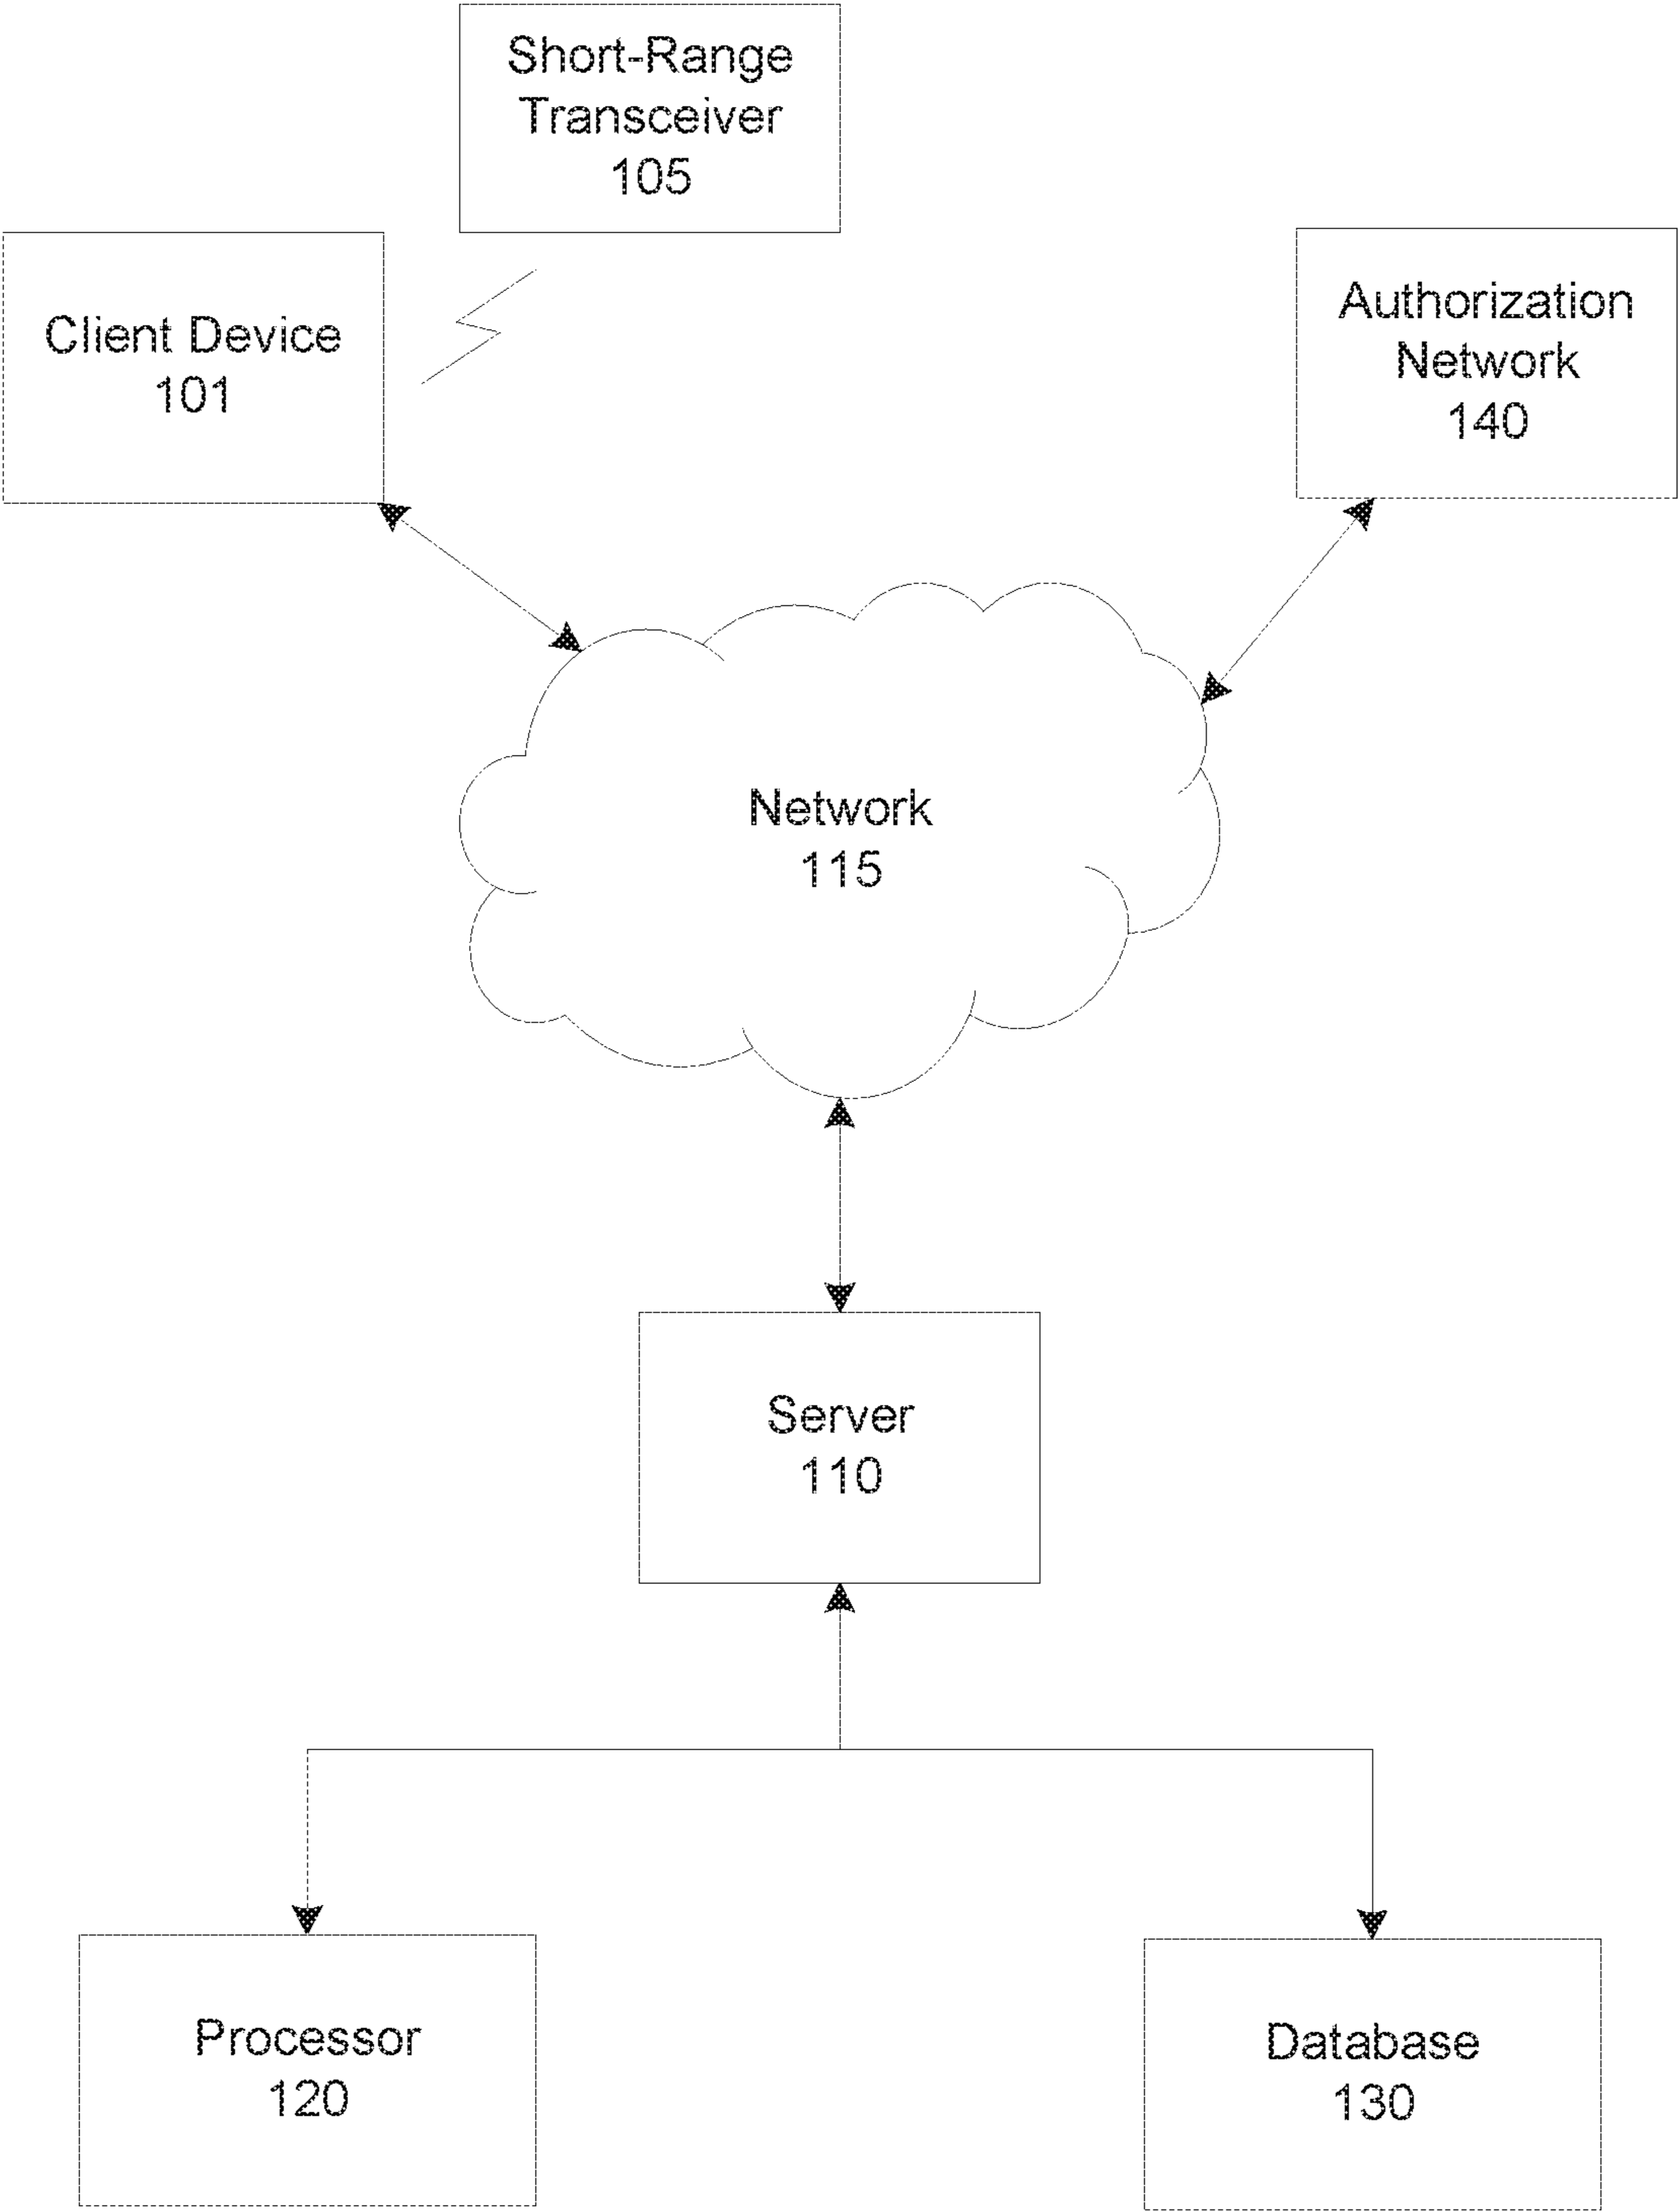 Short-Range
Transceiver
105
Client Device
101
Authorization
Network
140
Network
115
Server
110
Processor
120
Database
130